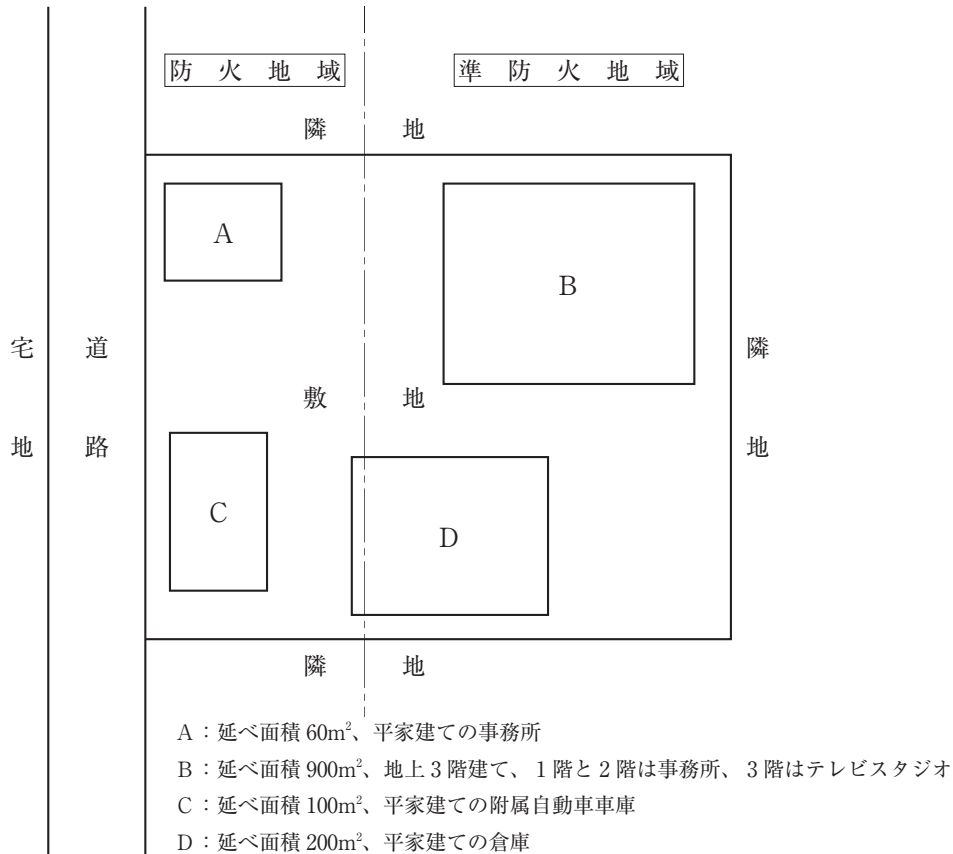 防火地域
準防火地域
隣地
A
B
宅地
道路
隣地
敷地
C
D
隣地
A：延べ面積 60m²、平家建ての事務所
B：延べ面積 900m²、地上 3 階建て、1 階と 2 階は事務所、3 階はテレビスタジオ
C：延べ面積 100m²、平家建ての附属自動車車庫
D：延べ面積 200m²、平家建ての倉庫